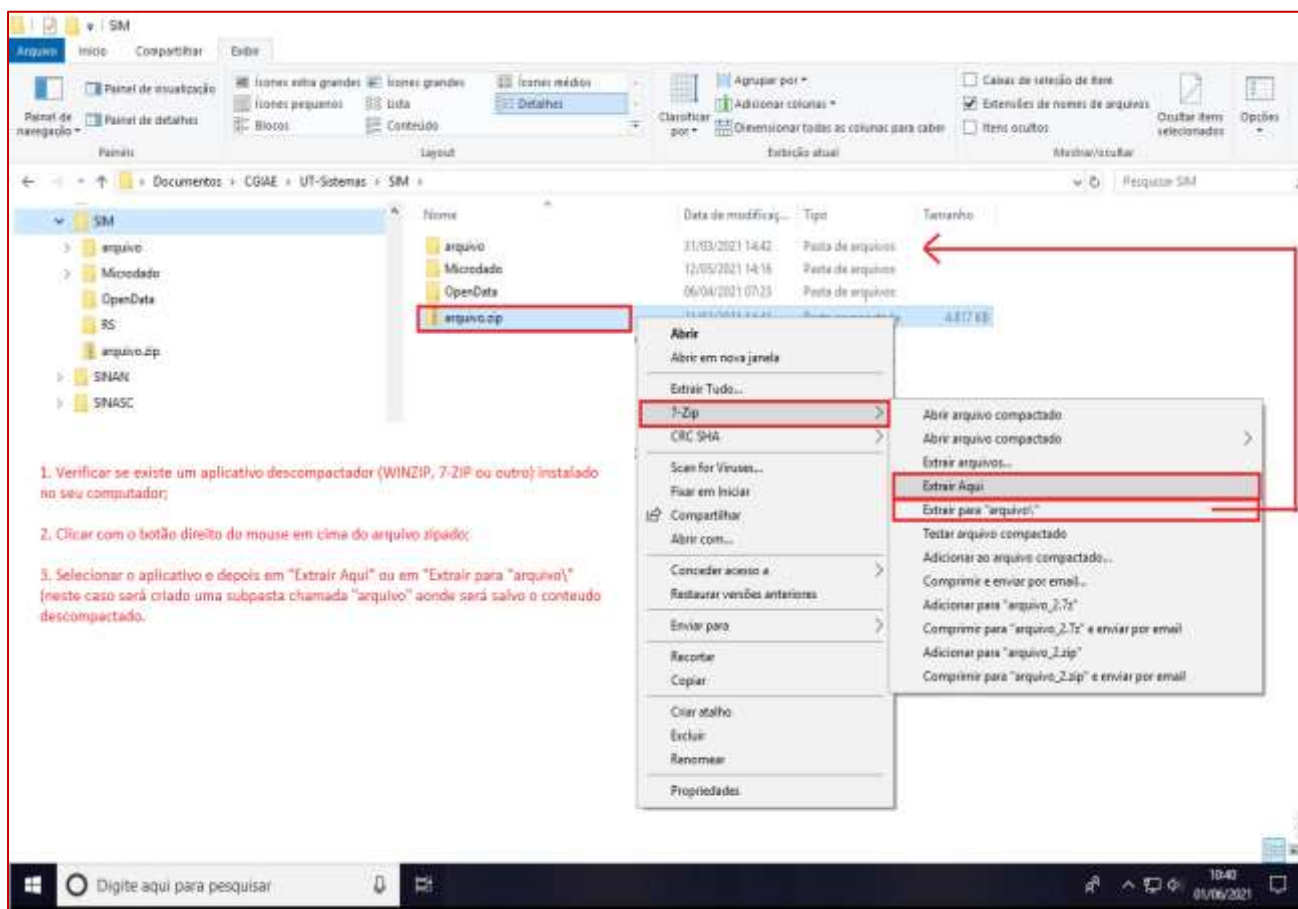 SIM
Arquivo Início Compartilhar Exibir
Painel de navegação
Painel de visualização
Painel de detalhes
Painéis
Ícones extra grandes Ícones grandes Ícones médios
Ícones pequenos Lista Detalhes
Blocos Conteúdo
Layout
Classificar por
Agrupar por
Adicionar colunas
Dimensionar todas as colunas para caber
Exibição atual
Caixas de seleção de item
Extensões de nomes de arquivos
Itens ocultos
Ocultar itens selecionados
Mostrar/ocultar
Opções
Documentos › CGIAE › UT-Sistemas › SIM ›
Pesquisar SIM
SIM
arquivo
Microdado
OpenData
RS
arquivo.zip
SINAN
SINASC
Nome Data de modificaç... Tipo Tamanho
arquivo 31/03/2021 14:42 Pasta de arquivos
Microdado 12/05/2021 14:16 Pasta de arquivos
OpenData 06/04/2021 07:23 Pasta de arquivos
arquivo.zip 4.817 KB
Abrir
Abrir em nova janela
Extrair Tudo...
7-Zip
CRC SHA
Scan for Viruses...
Fixar em Iniciar
Compartilhar
Abrir com...
Conceder acesso a
Restaurar versões anteriores
Enviar para
Recortar
Copiar
Criar atalho
Excluir
Renomear
Propriedades
Abrir arquivo compactado
Abrir arquivo compactado
Extrair arquivos...
Extrair Aqui
Extrair para "arquivo\"
Testar arquivo compactado
Adicionar ao arquivo compactado...
Comprimir e enviar por email...
Adicionar para "arquivo_2.7z"
Comprimir para "arquivo_2.7z" e enviar por email
Adicionar para "arquivo_2.zip"
Comprimir para "arquivo_2.zip" e enviar por email
1. Verificar se existe um aplicativo descompactador (WINZIP, 7-ZIP ou outro) instalado
no seu computador;
2. Clicar com o botão direito do mouse em cima do arquivo zipado;
3. Selecionar o aplicativo e depois em "Extrair Aqui" ou em "Extrair para "arquivo\"
(neste caso será criado uma subpasta chamada "arquivo" aonde será salvo o conteudo
descompactado.
Digite aqui para pesquisar
10:40
01/06/2021